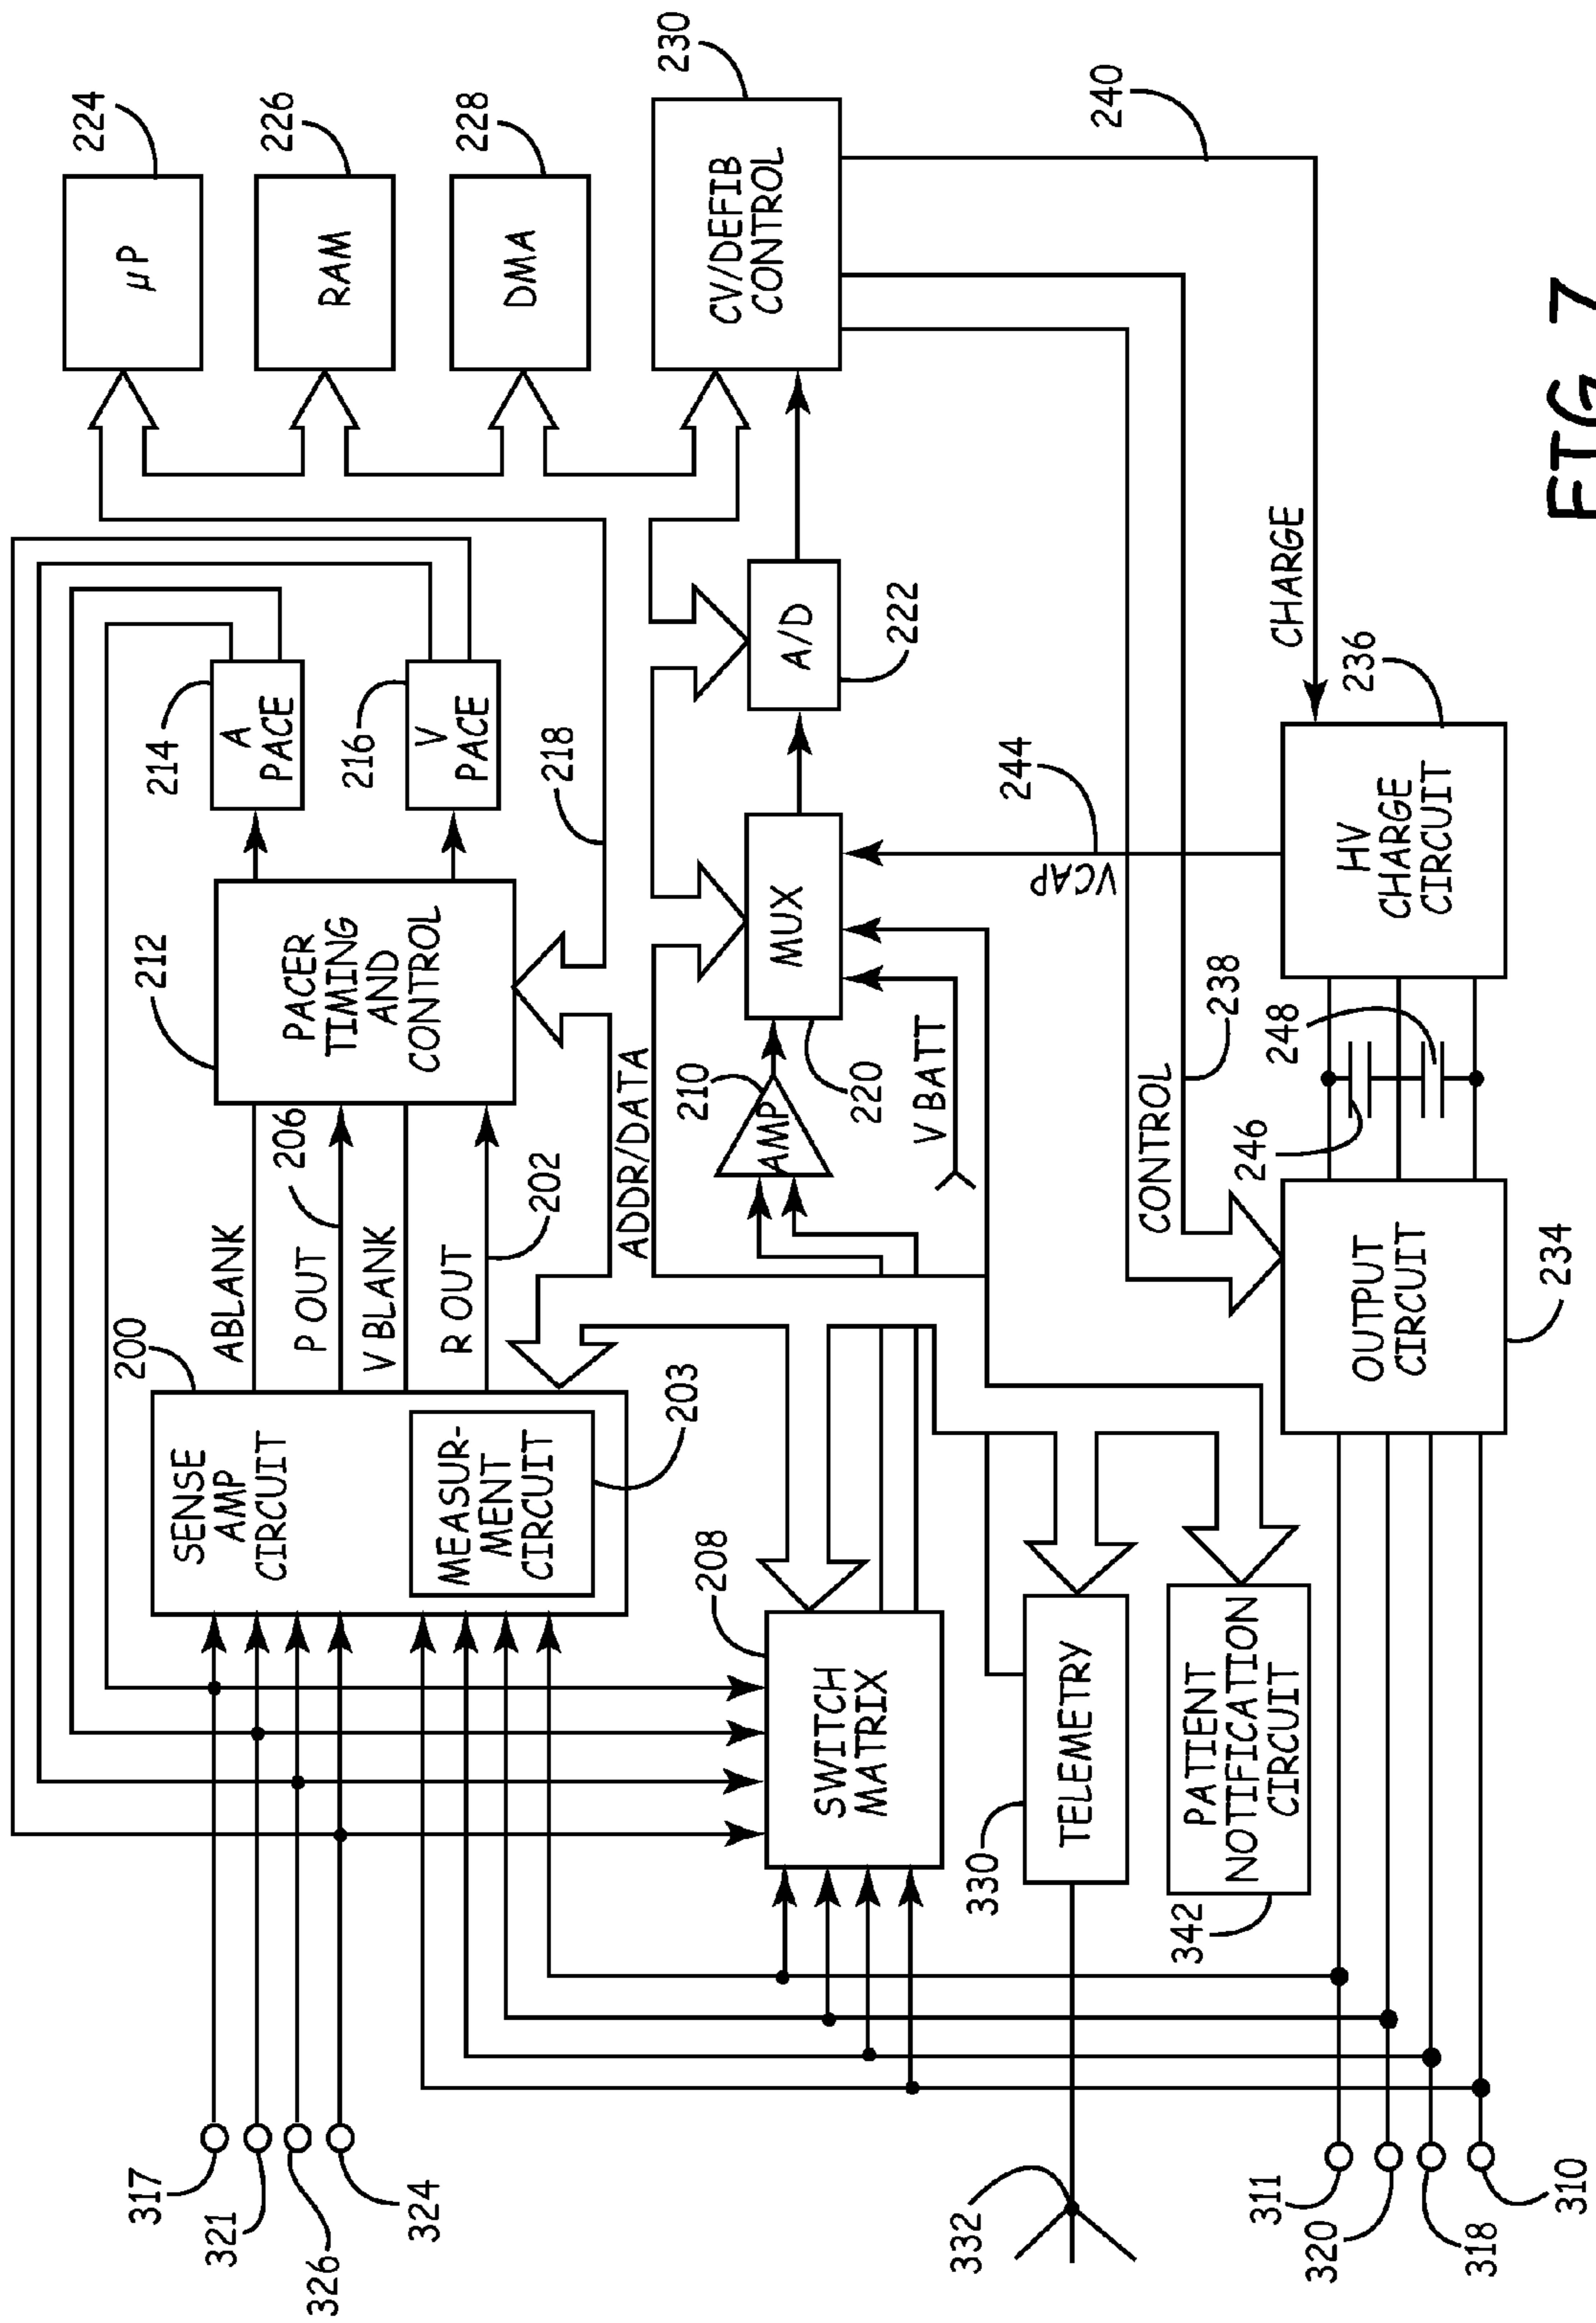 317
321
326
324
200
SENSE
AMP
CIRCUIT
MEASUR-
MENT
CIRCUIT
203
ABLANK
P OUT
206
V BLANK
R OUT
202
212
PACER
TIMING
AND
CONTROL
214
A
PACE
216
V
PACE
218
224
µP
226
RAM
228
DMA
230
CV/DEFIB
CONTROL
208
SWITCH
MATRIX
ADDR/DATA
210
AMP
220
MUX
V BATT
A/D
222
244
VCAP
240
330
TELEMETRY
332
342
PATIENT
NOTIFICATION
CIRCUIT
CONTROL
238
CHARGE
311
320
318
310
OUTPUT
CIRCUIT
234
246
248
HV
CHARGE
CIRCUIT
236
FIG 7